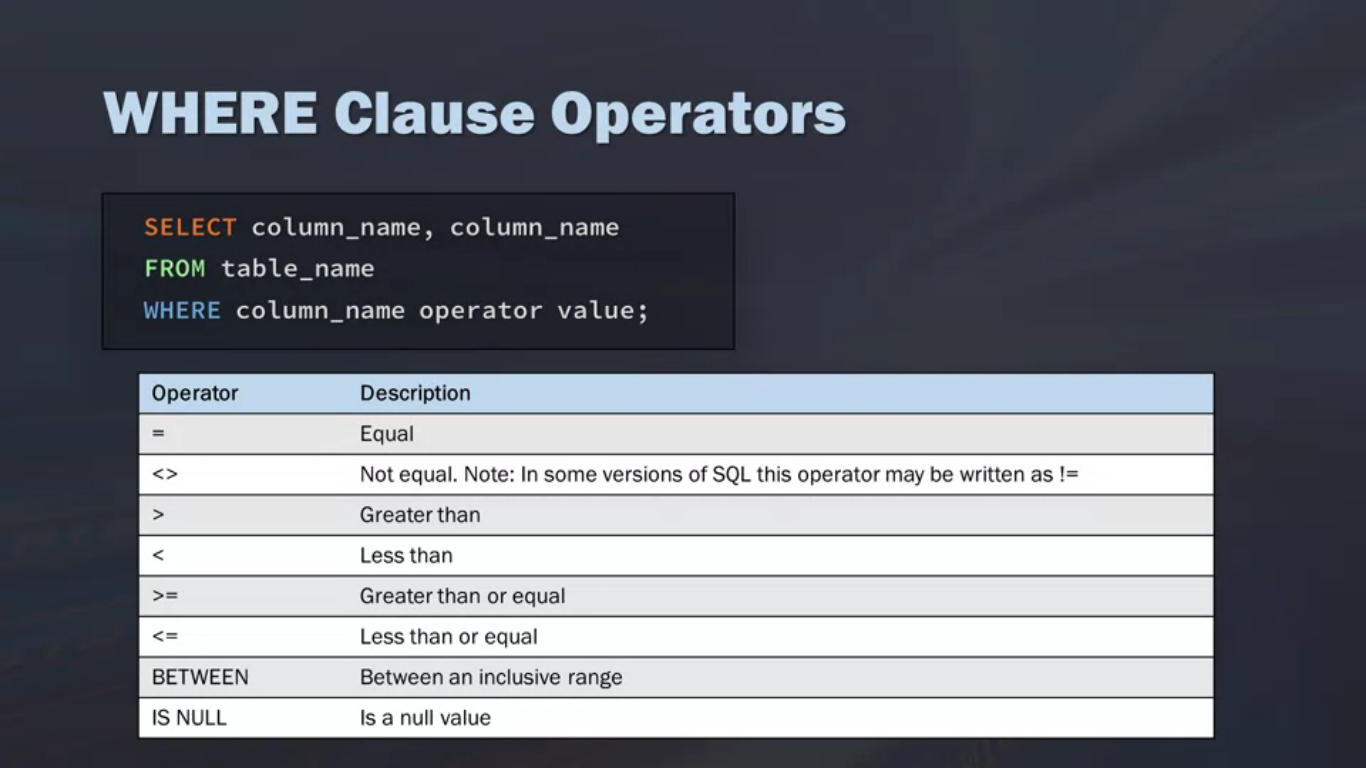 WHERE Clause Operators
SELECT column_name, column_name
FROM table_name
WHERE column_name operator value;
Operator Description
= Equal
<> Not equal. Note: In some versions of SQL this operator may be written as !=
> Greater than
< Less than
>= Greater than or equal
<= Less than or equal
BETWEEN Between an inclusive range
IS NULL Is a null value